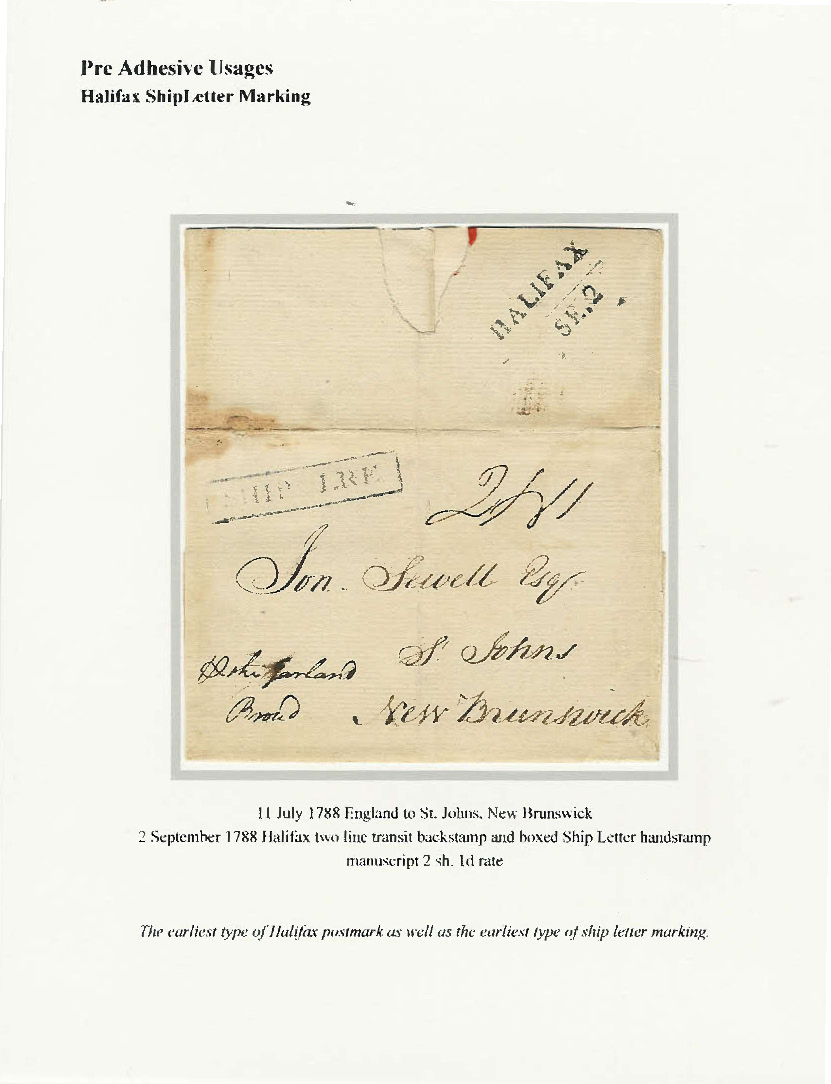 Pre Adhesive Usages
Halifax ShipLetter Marking
HALIFAX
SE.2
SHIP LRE
Jon. Sewell Esqr.
St. Johns
New Brunswick
11 July 1788 England to St. Johns, New Brunswick
2 September 1788 Halifax two line transit backstamp and boxed Ship Letter handstamp
manuscript 2 sh. 1d rate
The earliest type of Halifax postmark as well as the earliest type of ship letter marking.